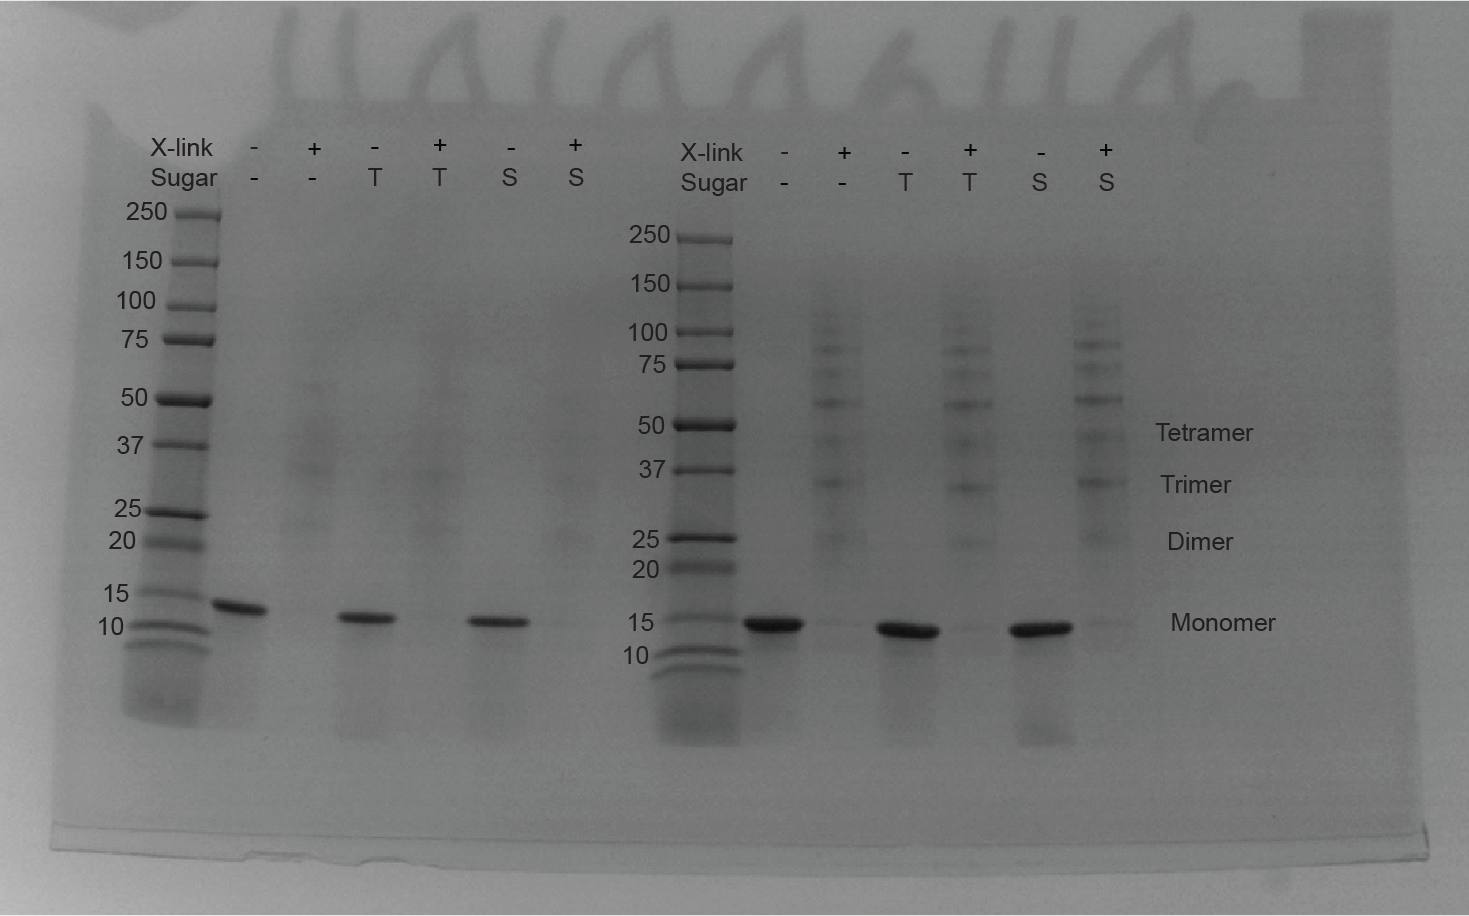 X-link - + - + - +
Sugar - - T T S S
250
150
100
75
50
37
25
20
15
10
X-link - + - + - +
Sugar - - T T S S
250
150
100
75
50
37
25
20
15
10
Tetramer
Trimer
Dimer
Monomer